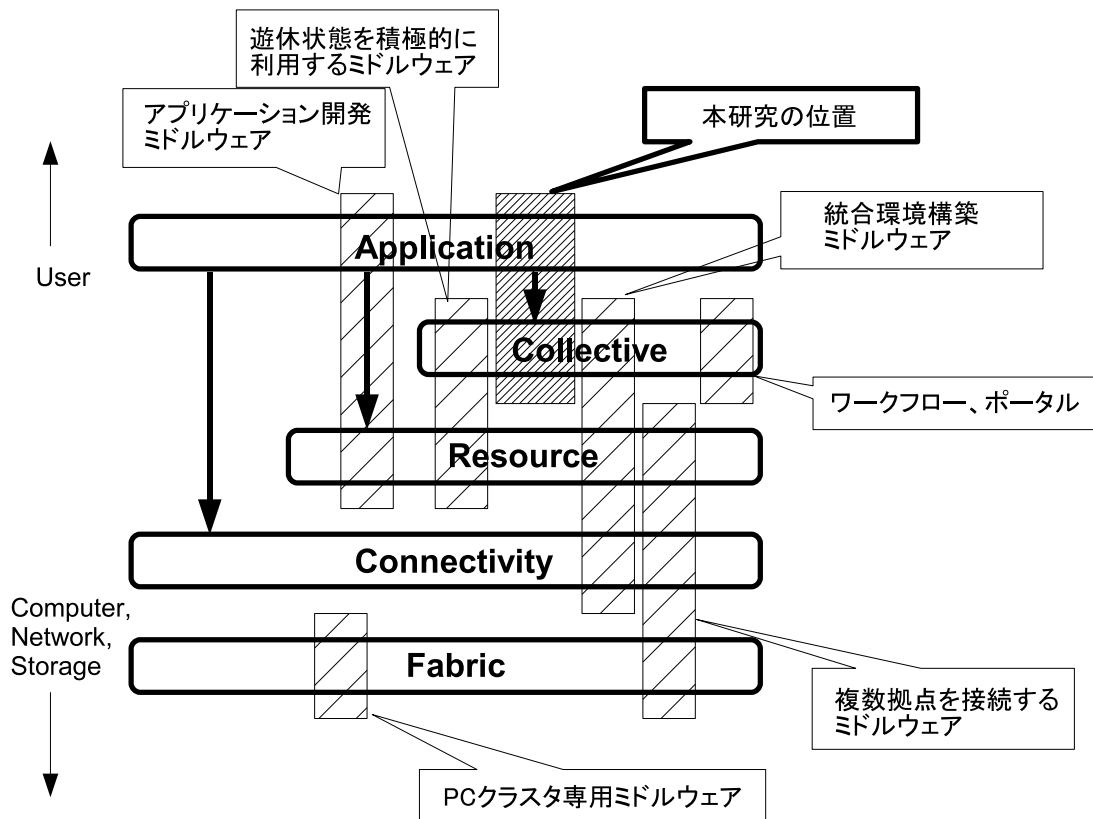 遊休状態を積極的に
利用するミドルウェア
アプリケーション開発
ミドルウェア
本研究の位置
統合環境構築
ミドルウェア
Application
User
Collective
ワークフロー、ポータル
Resource
Connectivity
Computer,
Network,
Storage
Fabric
複数拠点を接続する
ミドルウェア
PCクラスタ専用ミドルウェア